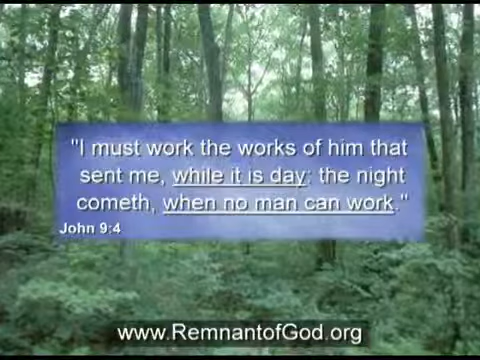 "I must work the works of him that
sent me, while it is day: the night
cometh, when no man can work."
John 9:4
www.RemnantofGod.org